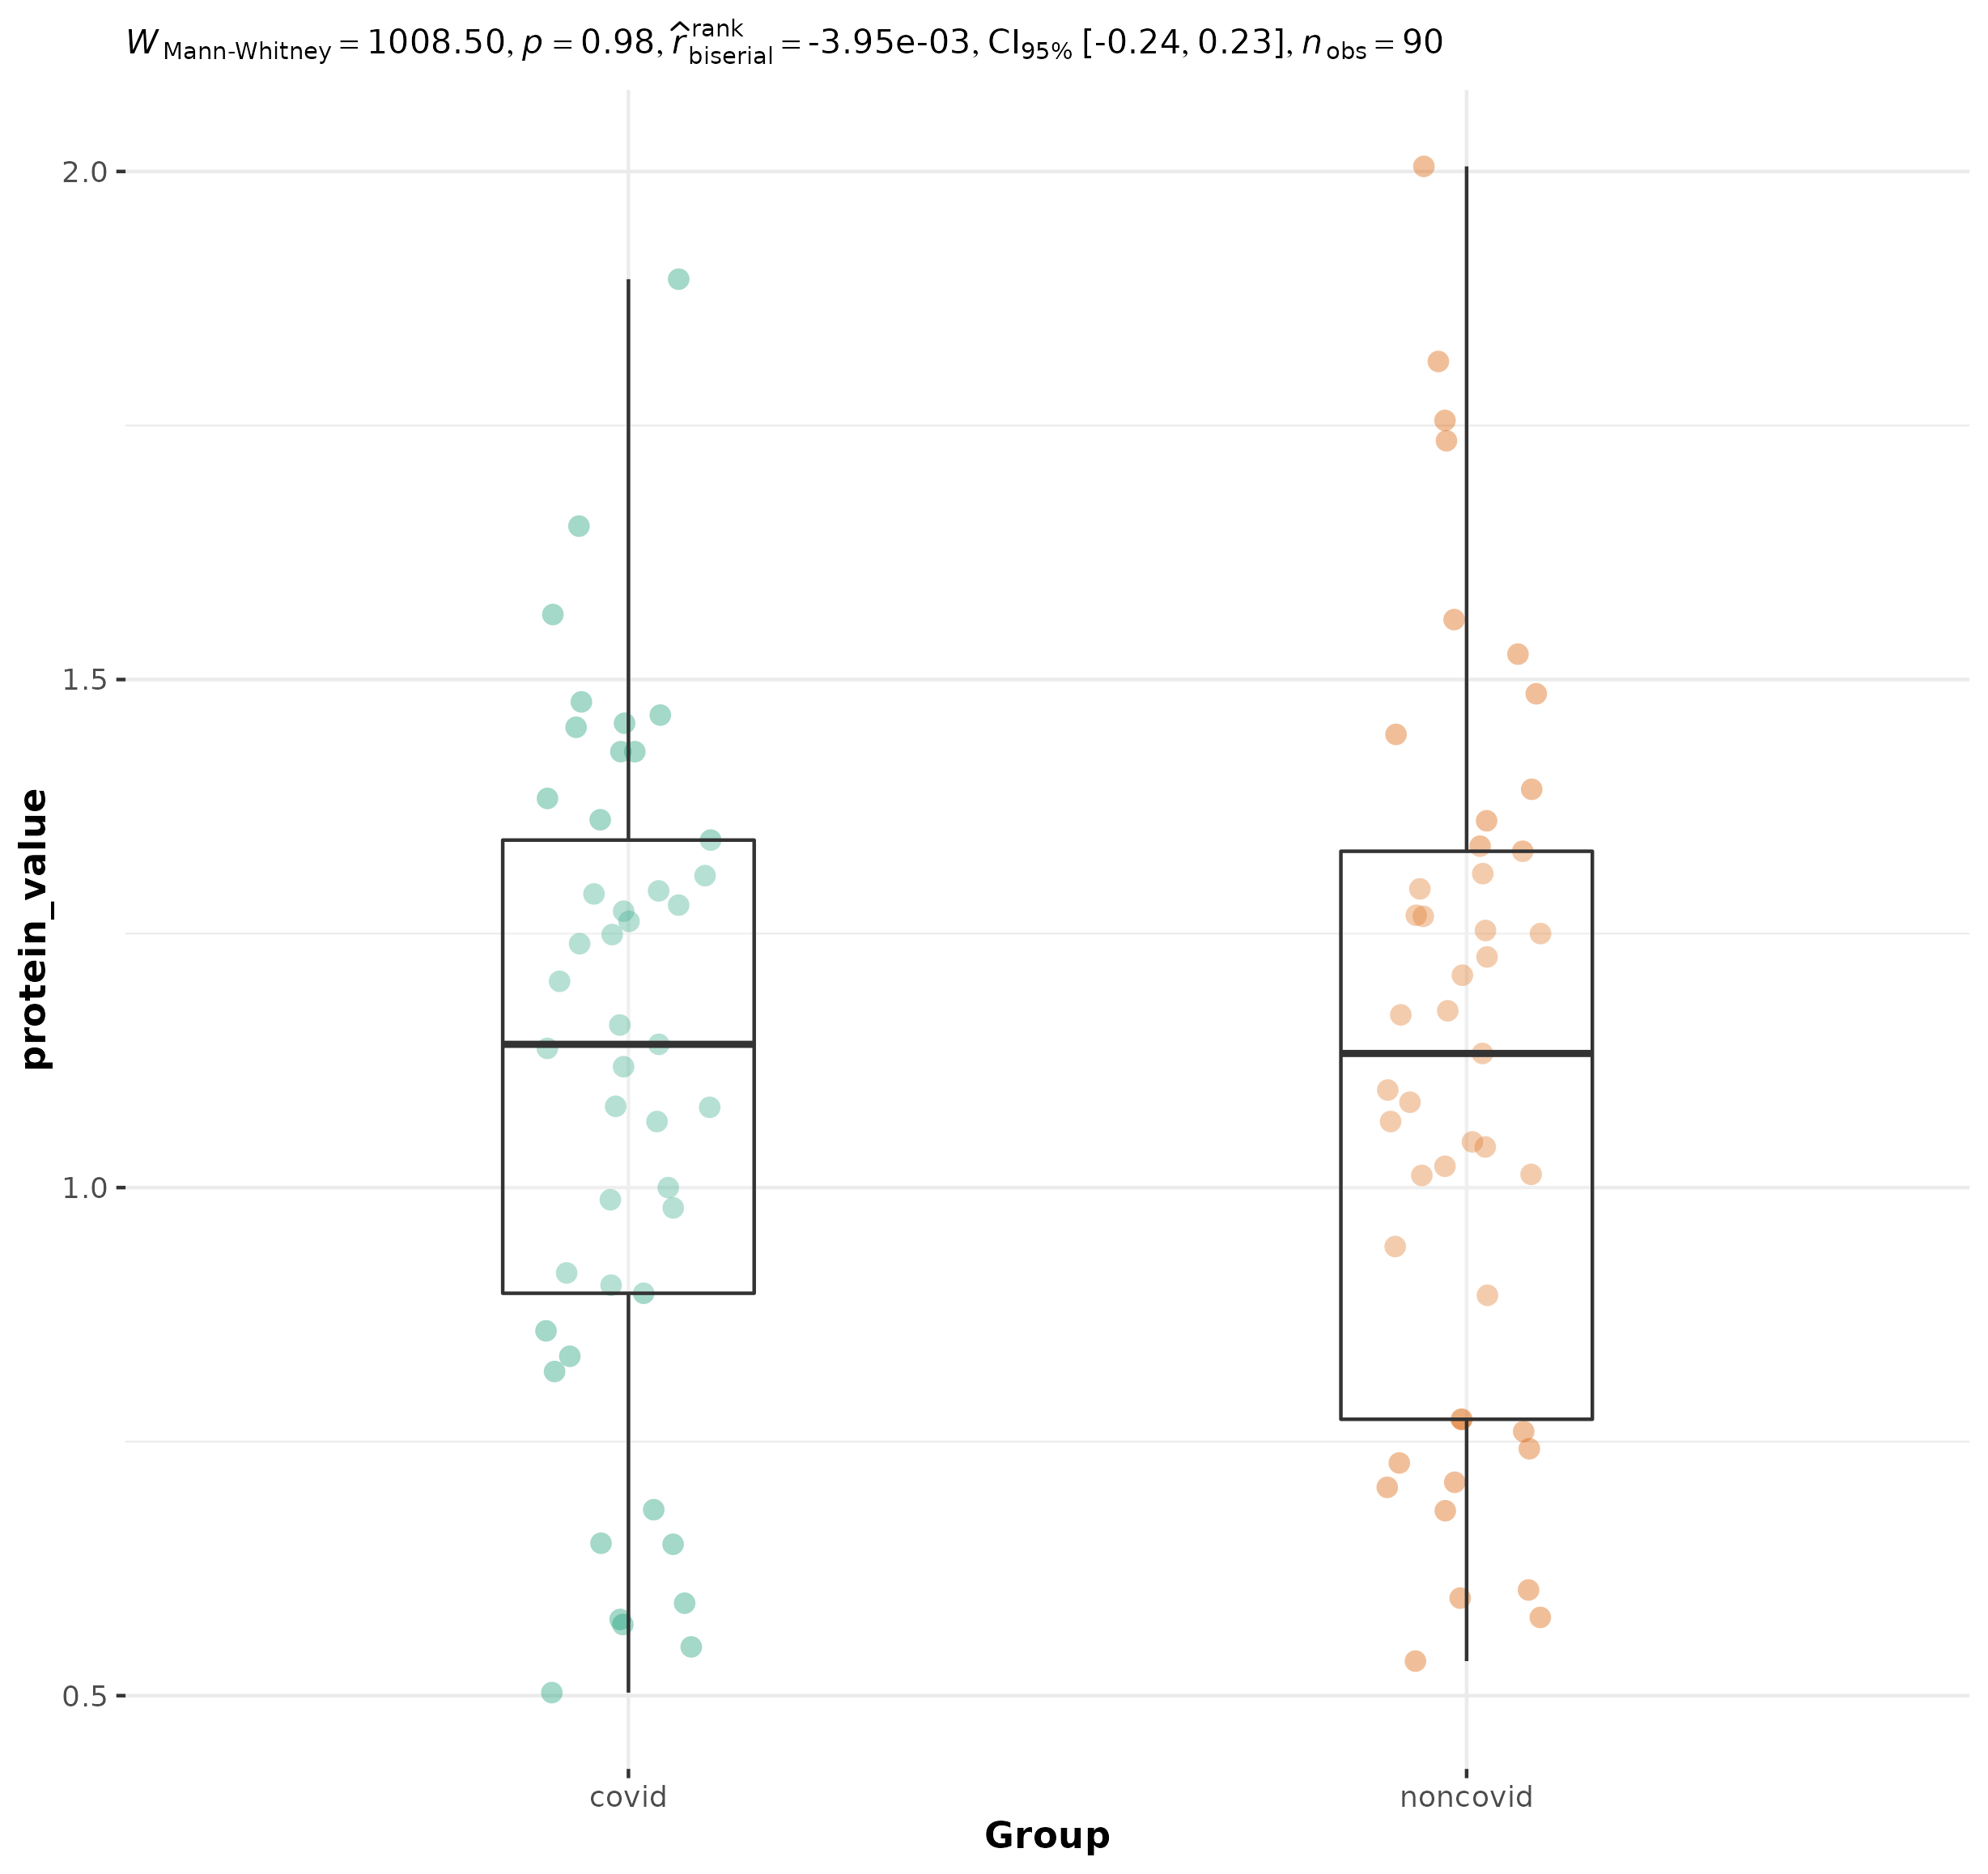 W Mann-Whitney = 1008.50, p = 0.98, r̂ rank biserial = -3.95e-03, CI95% [-0.24, 0.23], n obs = 90
2.0
1.5
1.0
0.5
protein_value
covid noncovid
Group